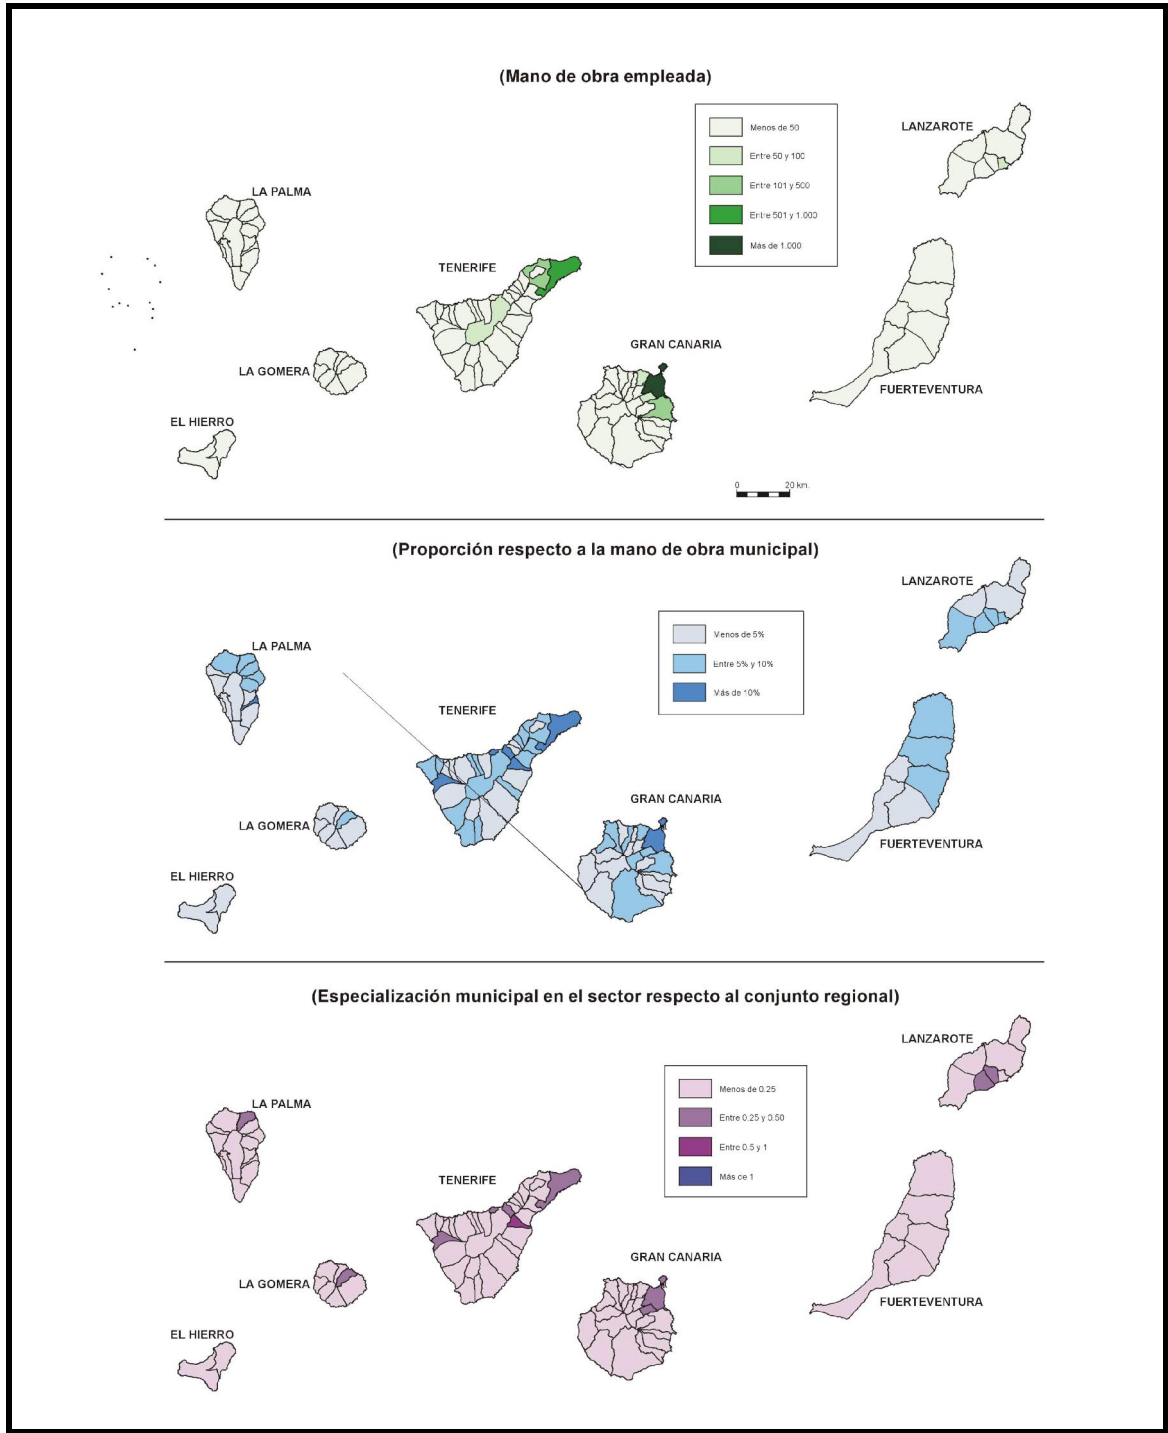 (Mano de obra empleada)
LANZAROTE
Menos de 50
Entre 50 y 100
Entre 101 y 500
Entre 501 y 1.000
Más de 1.000
LA PALMA
TENERIFE
GRAN CANARIA
LA GOMERA
FUERTEVENTURA
EL HIERRO
0 20 km.
(Proporción respecto a la mano de obra municipal)
LANZAROTE
Menos de 5%
Entre 5% y 10%
Más de 10%
LA PALMA
TENERIFE
GRAN CANARIA
LA GOMERA
FUERTEVENTURA
EL HIERRO
(Especialización municipal en el sector respecto al conjunto regional)
LANZAROTE
Menos de 0.25
Entre 0.25 y 0.50
Entre 0.5 y 1
Más de 1
LA PALMA
TENERIFE
GRAN CANARIA
LA GOMERA
FUERTEVENTURA
EL HIERRO